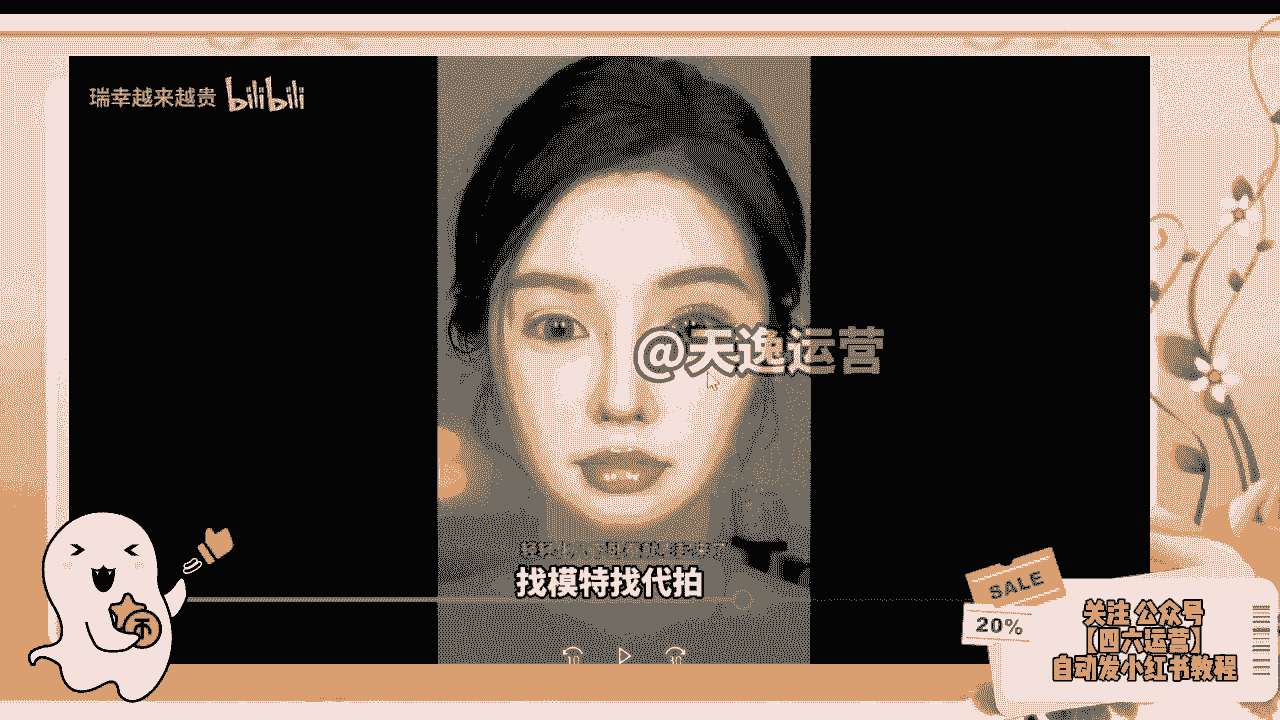 瑞幸越来越贵 bilibili
@天逸运营
找模特找代拍
SALE
20%
关注 公众号
【四六运营】
自动发小红书教程